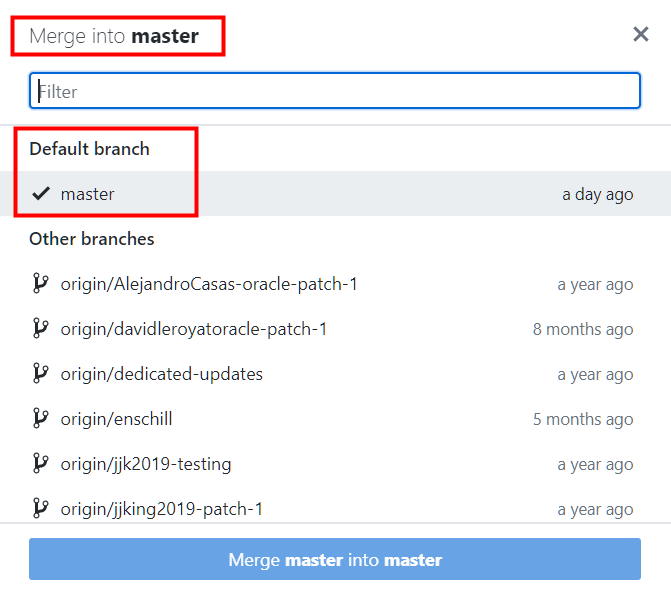 Merge into master
Filter
Default branch
master a day ago
Other branches
origin/AlejandroCasas-oracle-patch-1 a year ago
origin/davidleroyatoracle-patch-1 8 months ago
origin/dedicated-updates a year ago
origin/enschill 5 months ago
origin/jjk2019-testing a year ago
origin/jjking2019-patch-1 a year ago
Merge master into master